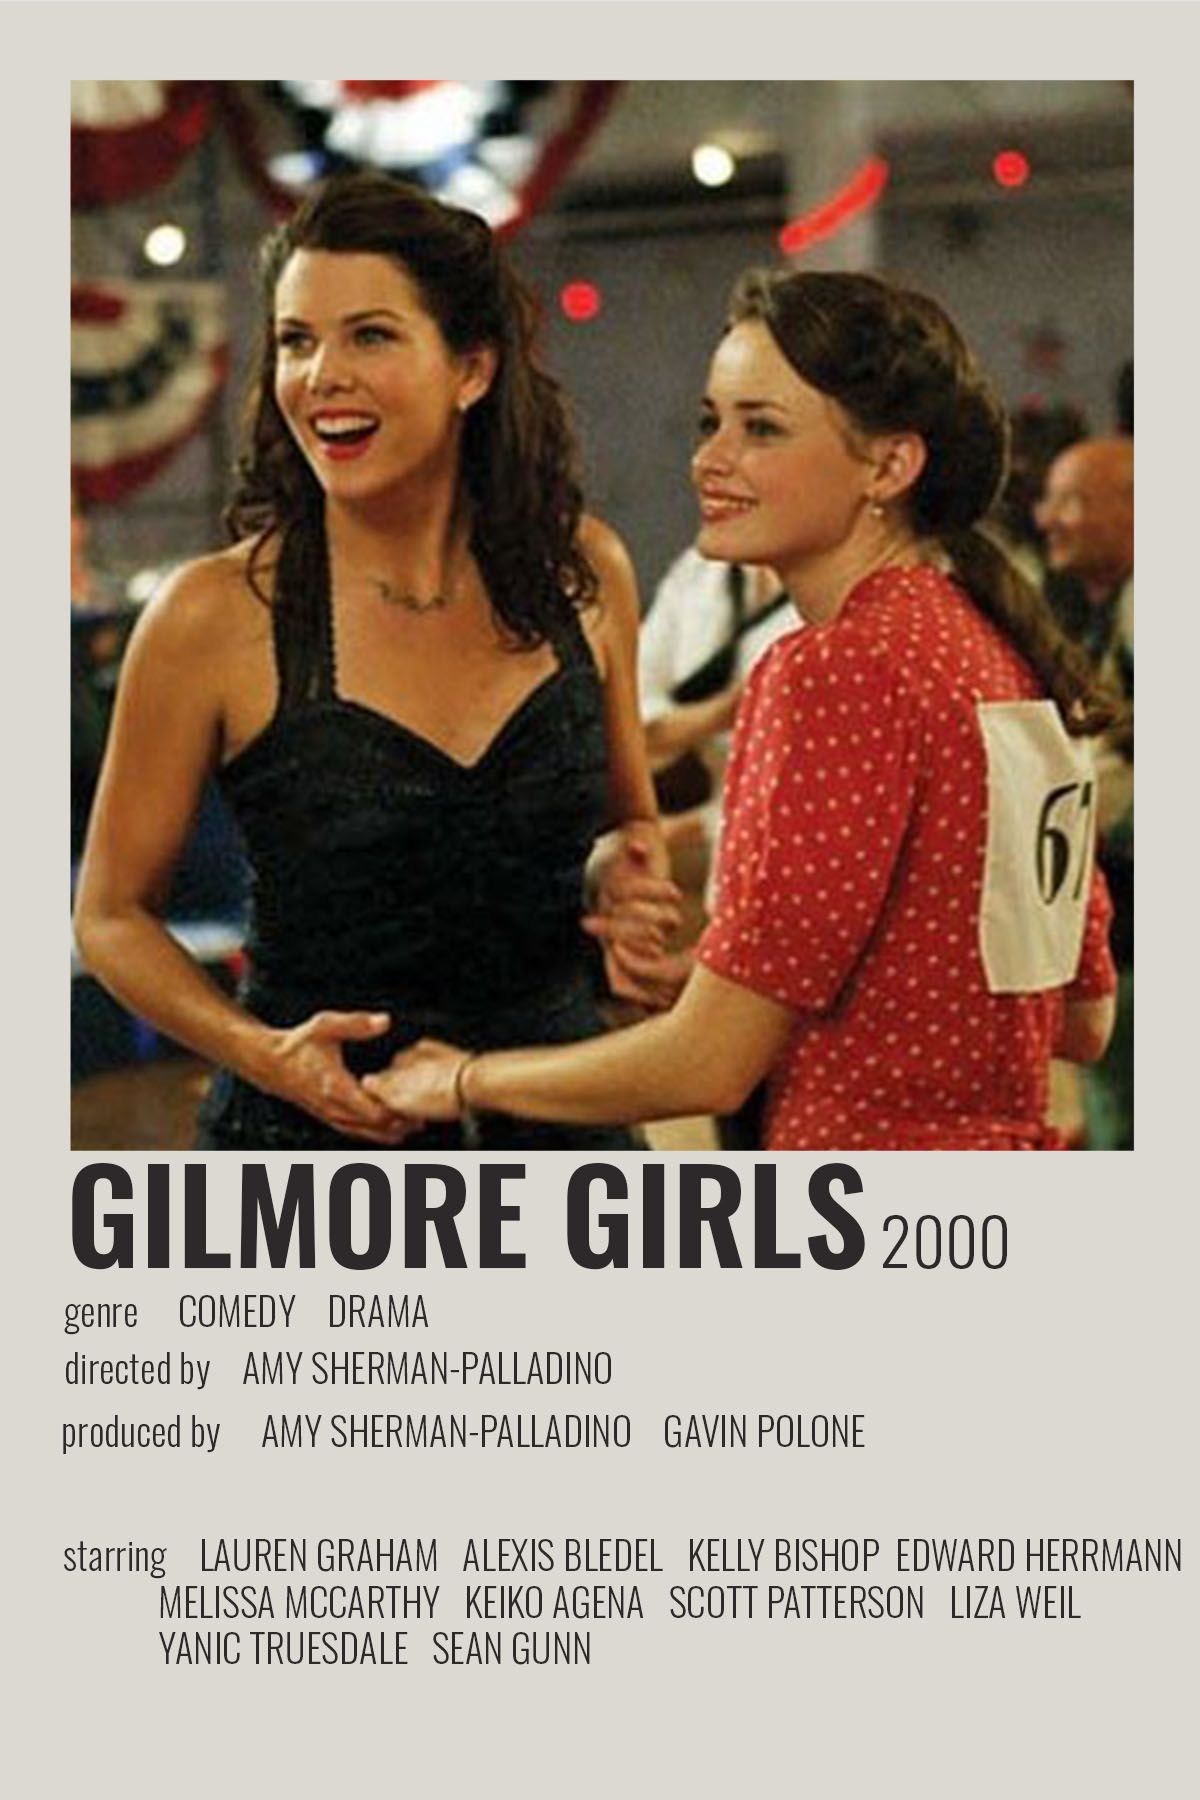 67
GILMORE GIRLS 2000
genre COMEDY DRAMA
directed by AMY SHERMAN-PALLADINO
produced by AMY SHERMAN-PALLADINO GAVIN POLONE
starring LAUREN GRAHAM ALEXIS BLEDEL KELLY BISHOP EDWARD HERRMANN
MELISSA MCCARTHY KEIKO AGENA SCOTT PATTERSON LIZA WEIL
YANIC TRUESDALE SEAN GUNN